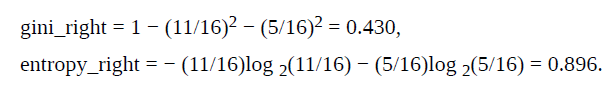 gini_right = 1 − (11/16)² − (5/16)² = 0.430,
entropy_right = − (11/16)log ₂(11/16) − (5/16)log ₂(5/16) = 0.896.